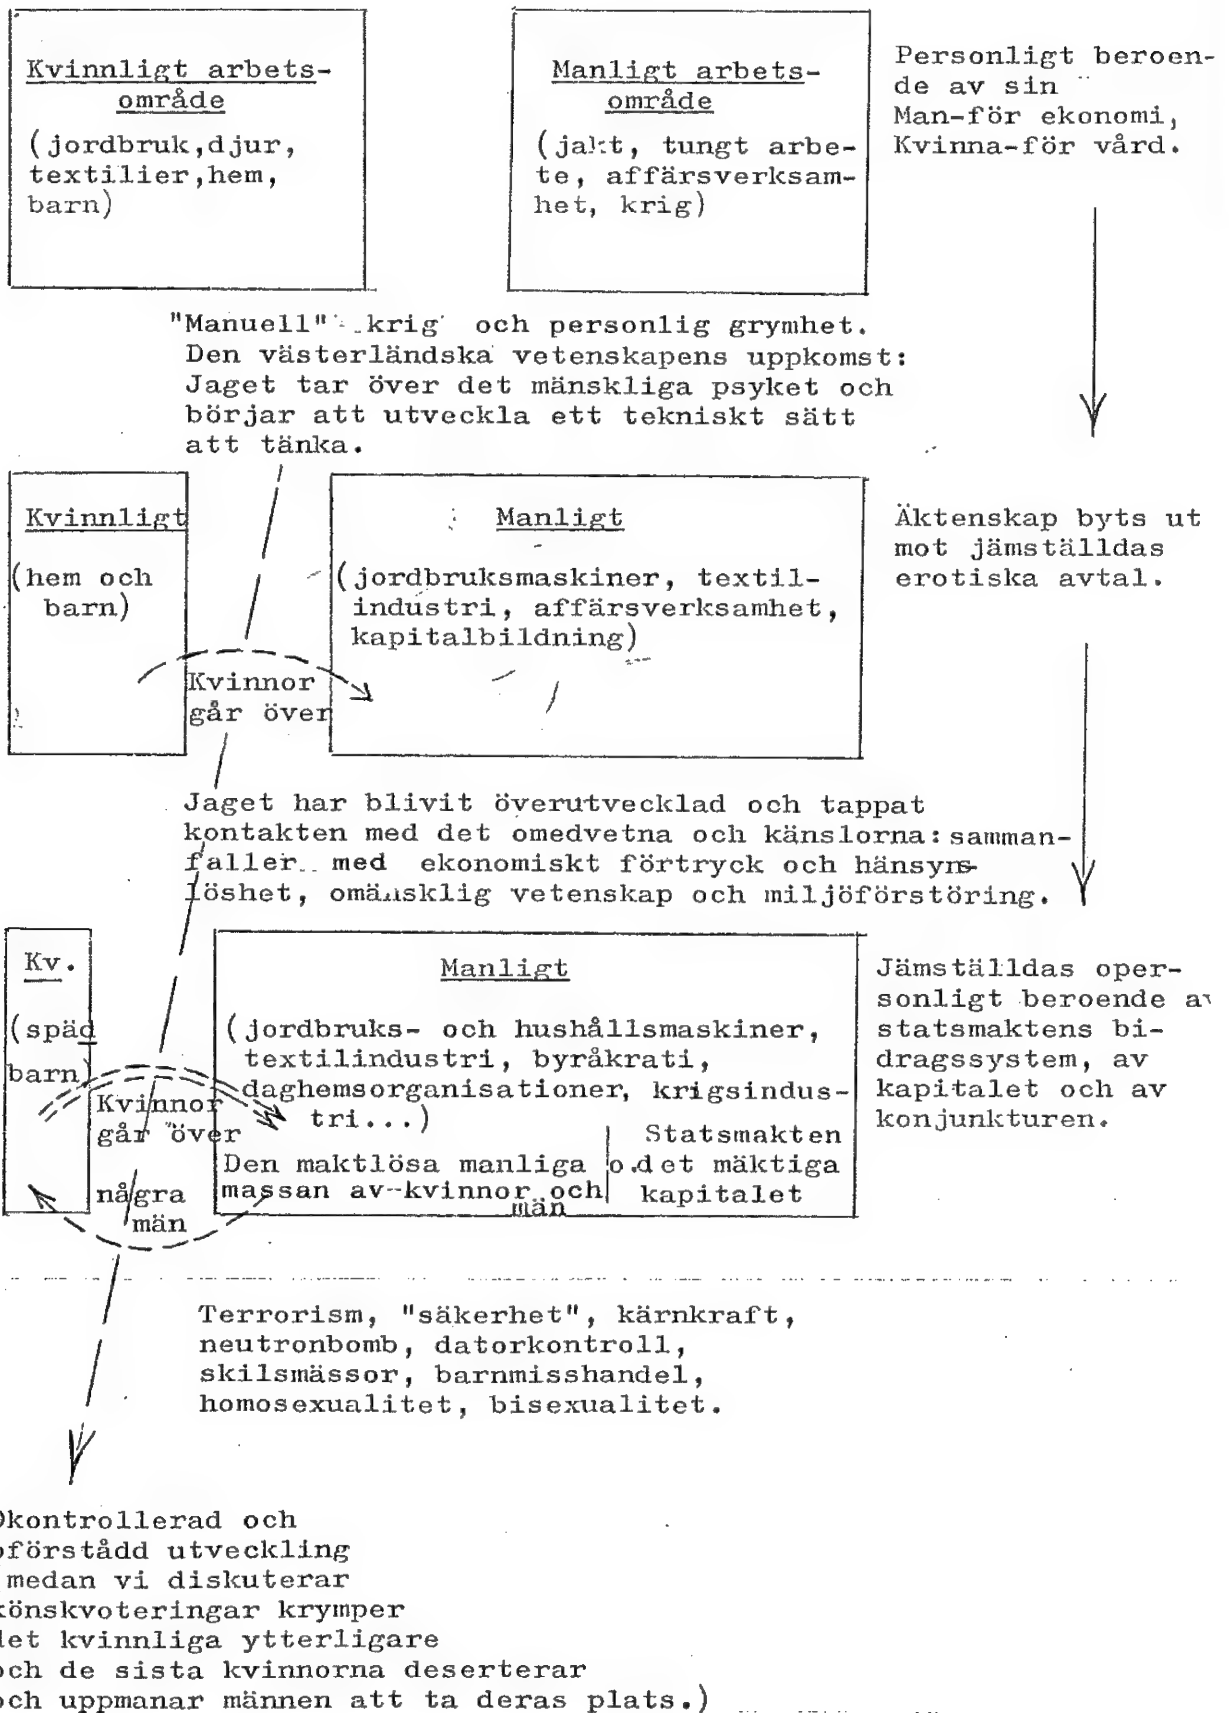 Kvinnligt arbets-
område
(jordbruk,djur,
textilier,hem,
barn)
Manligt arbets-
område
(jakt, tungt arbe-
te, affärsverksam-
het, krig)
Personligt beroen-
de av sin
Man-för ekonomi,
Kvinna-för vård.
"Manuell" krig och personlig grymhet.
Den västerländska vetenskapens uppkomst:
Jaget tar över det mänskliga psyket och
börjar att utveckla ett tekniskt sätt
att tänka.
Kvinnligt
(hem och
barn)
Kvinnor
går över
Manligt
(jordbruksmaskiner, textil-
industri, affärsverksamhet,
kapitalbildning)
Äktenskap byts ut
mot jämställdas
erotiska avtal.
Jaget har blivit överutvecklad och tappat
kontakten med det omedvetna och känslorna: samman-
faller med ekonomiskt förtryck och hänsyns-
löshet, omänsklig vetenskap och miljöförstöring.
Kv.
(späd
barn)
Kvinnor
går över
några
män
Manligt
(jordbruks- och hushållsmaskiner,
textilindustri, byråkrati,
daghemsorganisationer, krigsindus-
tri...)
Den maktlösa manliga
massan av kvinnor och
män
Statsmakten
o.det mäktiga
kapitalet
Jämställdas oper-
sonligt beroende av
statsmaktens bi-
dragssystem, av
kapitalet och av
konjunkturen.
Terrorism, "säkerhet", kärnkraft,
neutronbomb, datorkontroll,
skilsmässor, barnmisshandel,
homosexualitet, bisexualitet.
Okontrollerad och
oförstådd utveckling
medan vi diskuterar
könskvoteringar krymper
det kvinnliga ytterligare
och de sista kvinnorna deserterar
och uppmanar männen att ta deras plats.)